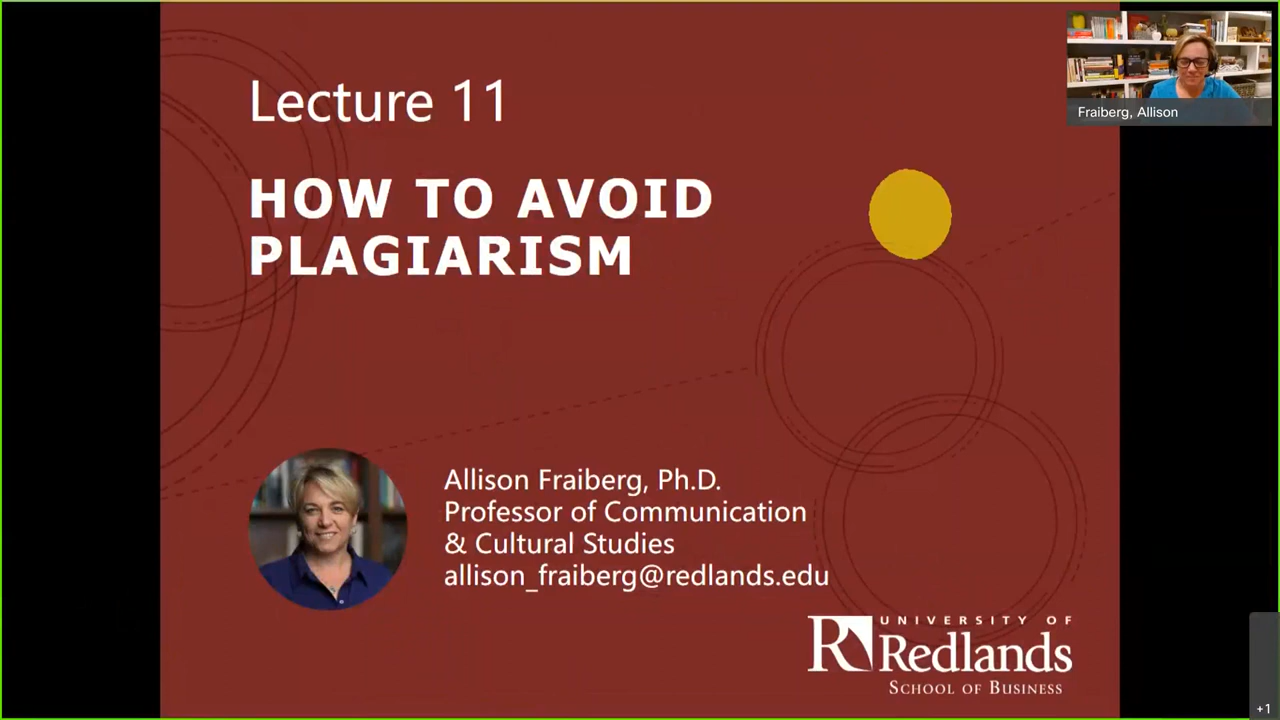 Lecture 11
HOW TO AVOID
PLAGIARISM
Fraiberg, Allison
Allison Fraiberg, Ph.D.
Professor of Communication
& Cultural Studies
allison_fraiberg@redlands.edu
R UNIVERSITY OF
Redlands
SCHOOL OF BUSINESS
+1